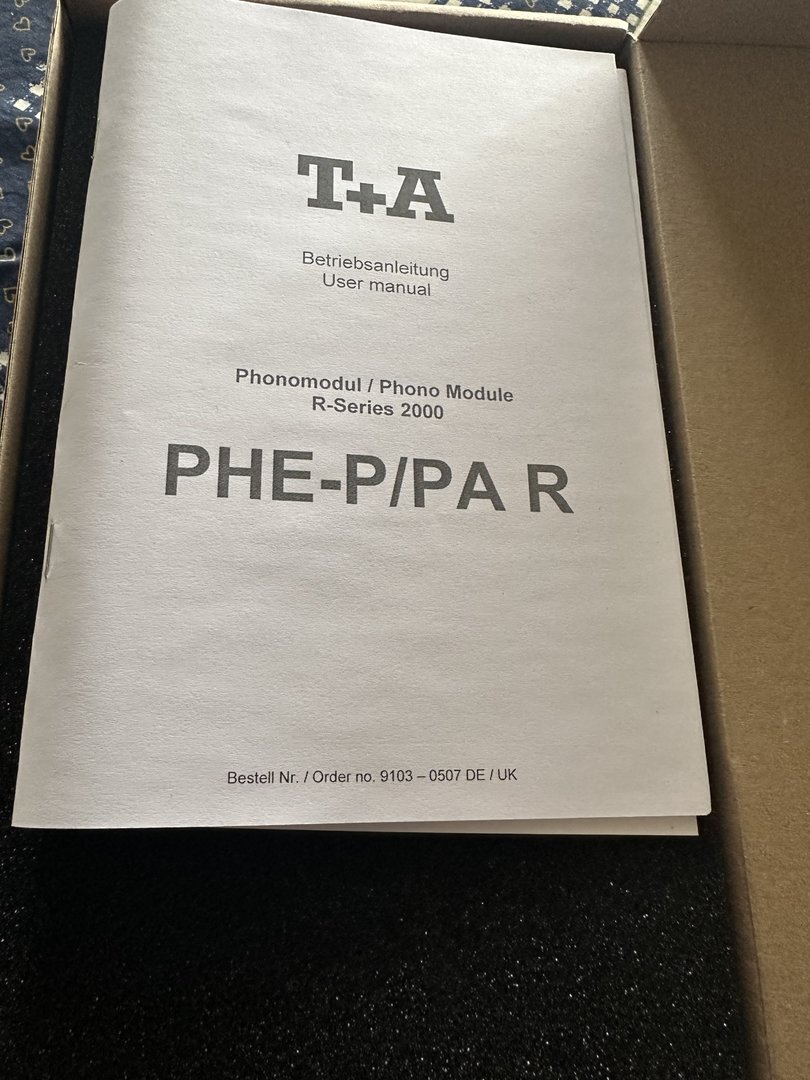 T+A
Betriebsanleitung
User manual
Phonomodul / Phono Module
R-Series 2000
PHE-P/PA R
Bestell Nr. / Order no. 9103 – 0507 DE / UK